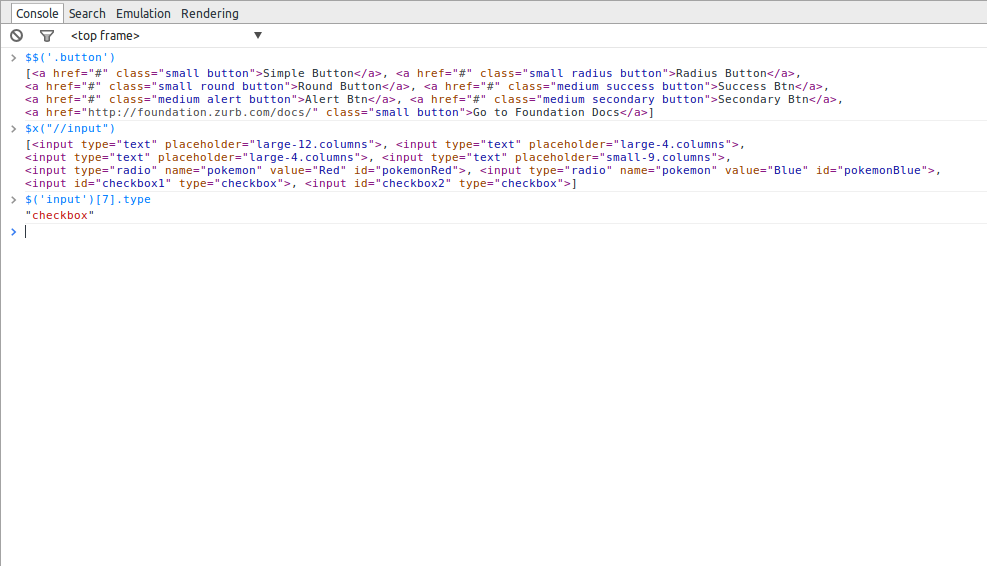 Console Search Emulation Rendering
<top frame>
$$('.button')
[<a href="#" class="small button">Simple Button</a>, <a href="#" class="small radius button">Radius Button</a>,
<a href="#" class="small round button">Round Button</a>, <a href="#" class="medium success button">Success Btn</a>,
<a href="#" class="medium alert button">Alert Btn</a>, <a href="#" class="medium secondary button">Secondary Btn</a>,
<a href="http://foundation.zurb.com/docs/" class="small button">Go to Foundation Docs</a>]
$x("//input")
[<input type="text" placeholder="large-12.columns">, <input type="text" placeholder="large-4.columns">,
<input type="text" placeholder="large-4.columns">, <input type="text" placeholder="small-9.columns">,
<input type="radio" name="pokemon" value="Red" id="pokemonRed">, <input type="radio" name="pokemon" value="Blue" id="pokemonBlue">,
<input id="checkbox1" type="checkbox">, <input id="checkbox2" type="checkbox">]
$('input')[7].type
"checkbox"